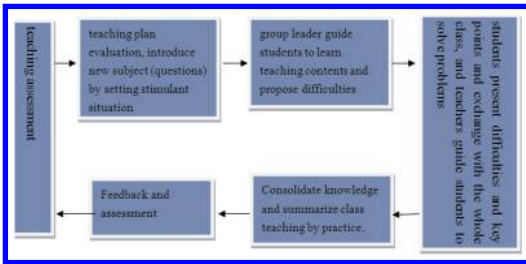 teaching assessment
teaching plan
evaluation, introduce
new subject (questions)
by setting stimulant
situation
group leader guide
students to learn
teaching contents and
propose difficulties
students present difficulties and key
points and exchange with the whole
class, and teachers guide students to
solve problems
Consolidate knowledge
and summarize class
teaching by practice.
Feedback and
assessment